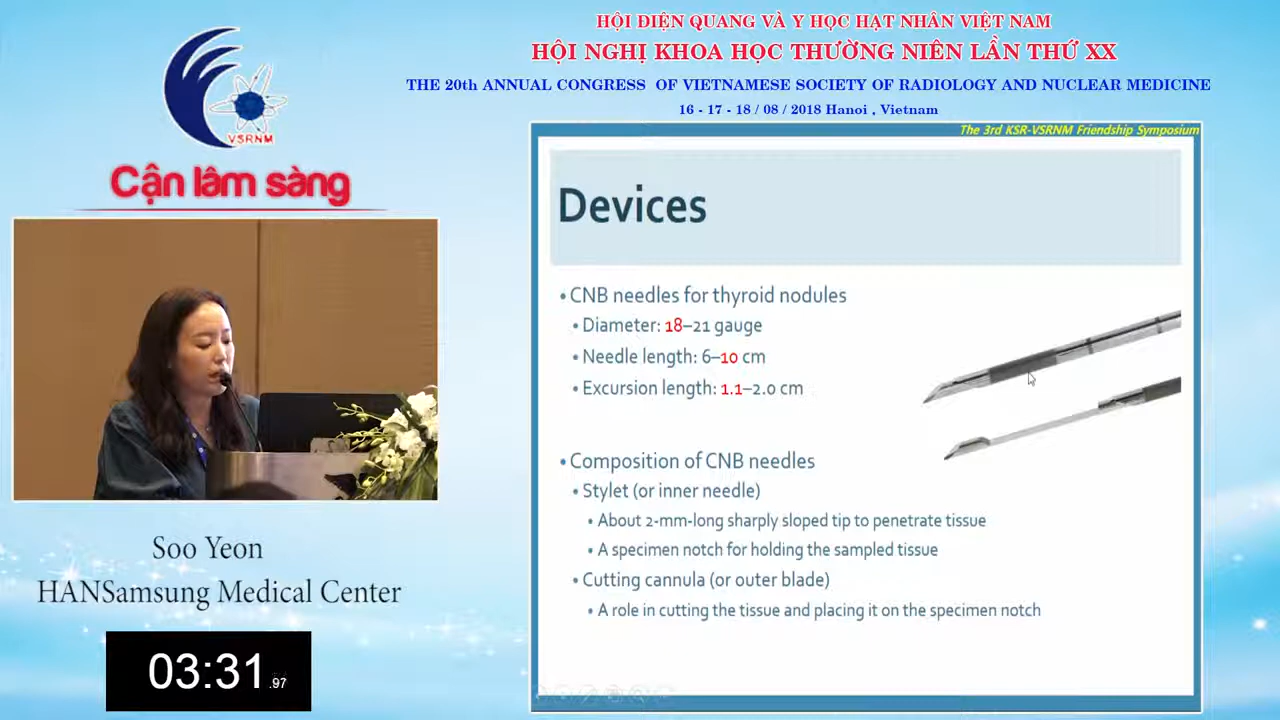 HỘI ĐIỆN QUANG VÀ Y HỌC HẠT NHÂN VIỆT NAM
HỘI NGHỊ KHOA HỌC THƯỜNG NIÊN LẦN THỨ XX
THE 20th ANNUAL CONGRESS OF VIETNAMESE SOCIETY OF RADIOLOGY AND NUCLEAR MEDICINE
16 - 17 - 18 / 08 / 2018 Hanoi , Vietnam
VSRNM
Cận lâm sàng
The 3rd KSR-VSRNM Friendship Symposium
Devices
• CNB needles for thyroid nodules
• Diameter: 18–21 gauge
• Needle length: 6–10 cm
• Excursion length: 1.1–2.0 cm
• Composition of CNB needles
• Stylet (or inner needle)
• About 2-mm-long sharply sloped tip to penetrate tissue
• A specimen notch for holding the sampled tissue
• Cutting cannula (or outer blade)
• A role in cutting the tissue and placing it on the specimen notch
Soo Yeon
HANSamsung Medical Center
03:31.97